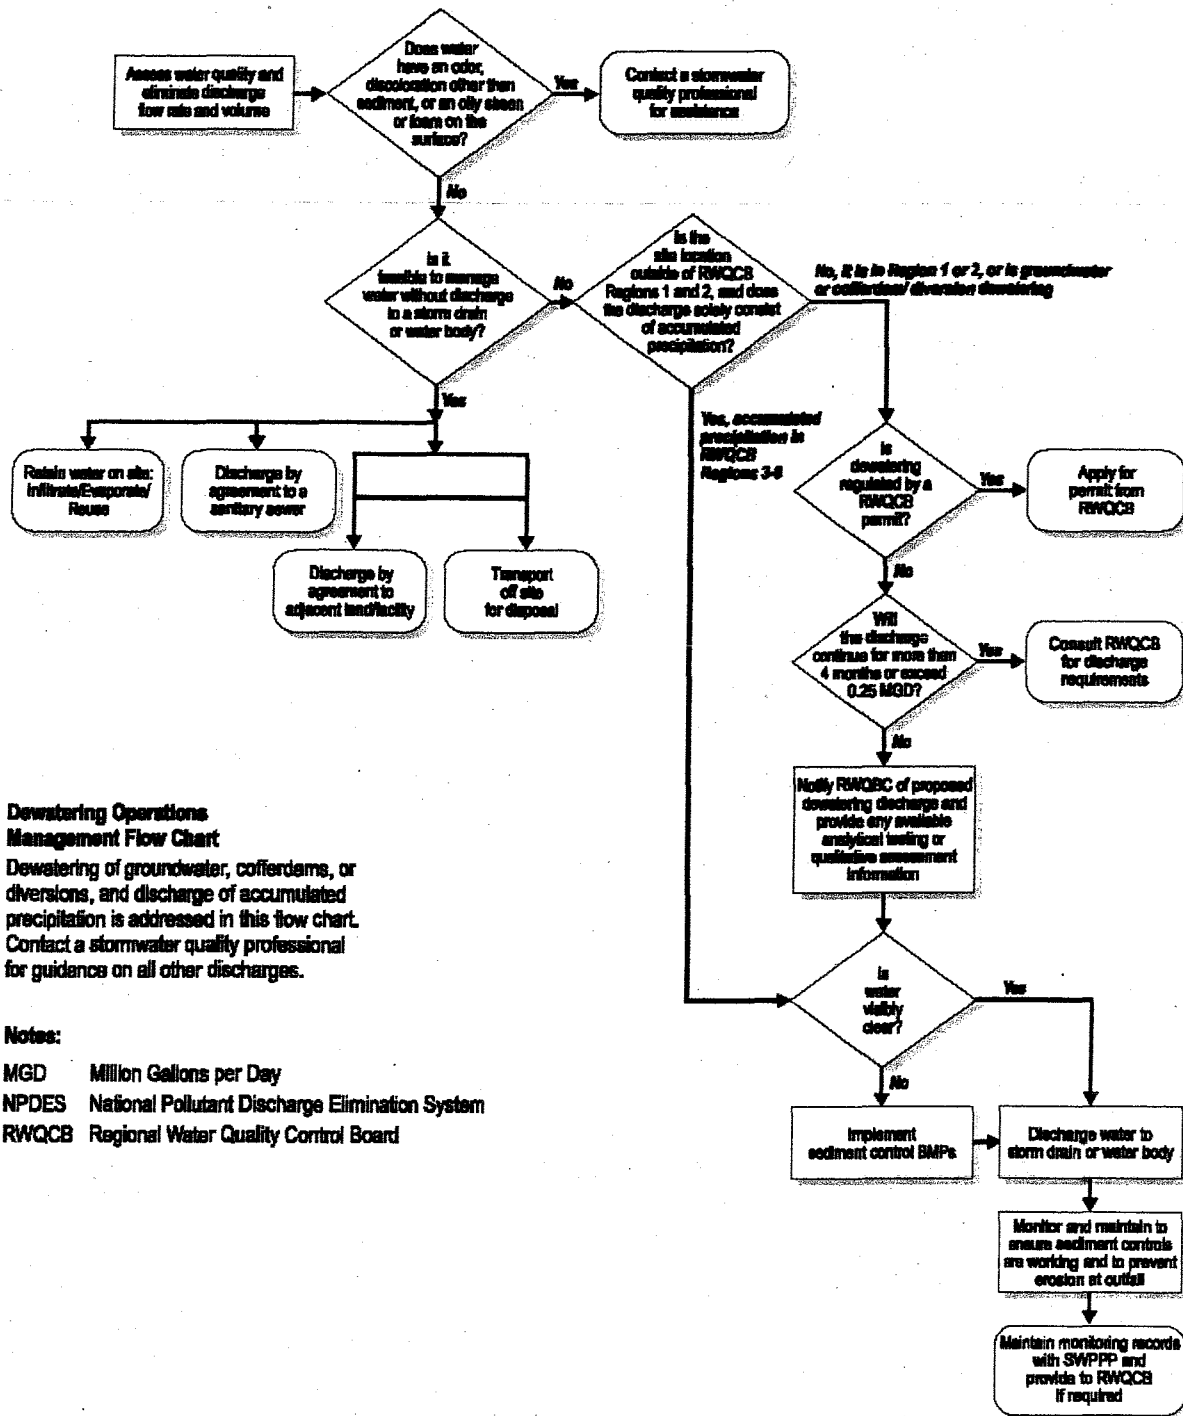 Assess water quality and
eliminate discharge
flow rate and volume
Does water
have an odor,
discoloration other than
sediment, or an oily sheen
or foam on the
surface?
Yes
Contact a stormwater
quality professional
for assistance
No
Is it
feasible to manage
water without discharge
to a storm drain
or water body?
No
Is the
site location
outside of RWQCB
Regions 1 and 2, and does
the discharge solely consist
of accumulated
precipitation?
No, it is in Region 1 or 2, or is groundwater
or cofferdam/ diversion dewatering
Yes
Retain water on site:
Infiltrate/Evaporate/
Reuse
Discharge by
agreement to a
sanitary sewer
Discharge by
agreement to
adjacent land/facility
Transport
off site
for disposal
Yes, accumulated
precipitation in
RWQCB
Regions
Is
dewatering
regulated by a
RWQCB
permit?
Yes
Apply for
permit from
RWQCB
No
Will
the discharge
continue for more than
4 months or exceed
0.25 MGD?
Yes
Consult RWQCB
for discharge
requirements
No
Notify RWQBC of proposed
dewatering discharge and
provide any available
analytical testing or
qualitative assessment
information
Is
water
visibly
clear?
Yes
No
Implement
sediment control BMPs
Discharge water to
storm drain or water body
Monitor and maintain to
ensure sediment controls
are working and to prevent
erosion at outfall
Maintain monitoring records
with SWPPP and
provide to RWQCB
if required
Dewatering Operations
Management Flow Chart
Dewatering of groundwater, cofferdams, or
diversions, and discharge of accumulated
precipitation is addressed in this flow chart.
Contact a stormwater quality professional
for guidance on all other discharges.
Notes:
MGD Million Gallons per Day
NPDES National Pollutant Discharge Elimination System
RWQCB Regional Water Quality Control Board